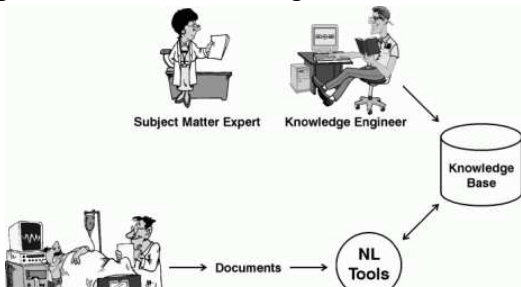 Subject Matter Expert
Knowledge Engineer
Knowledge
Base
Documents
NL
Tools